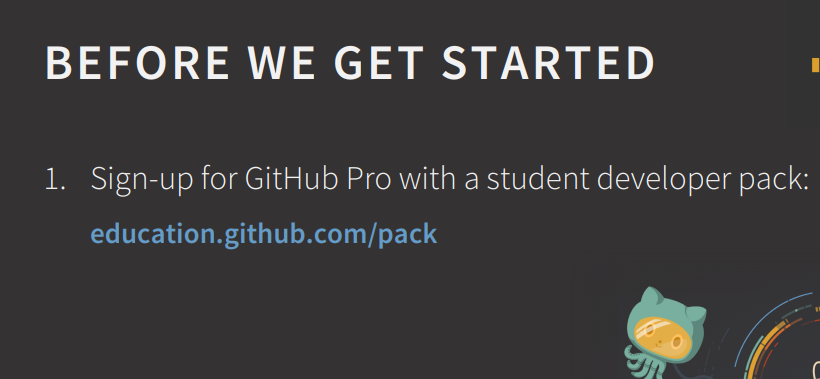 BEFORE WE GET STARTED
1. Sign-up for GitHub Pro with a student developer pack:
education.github.com/pack